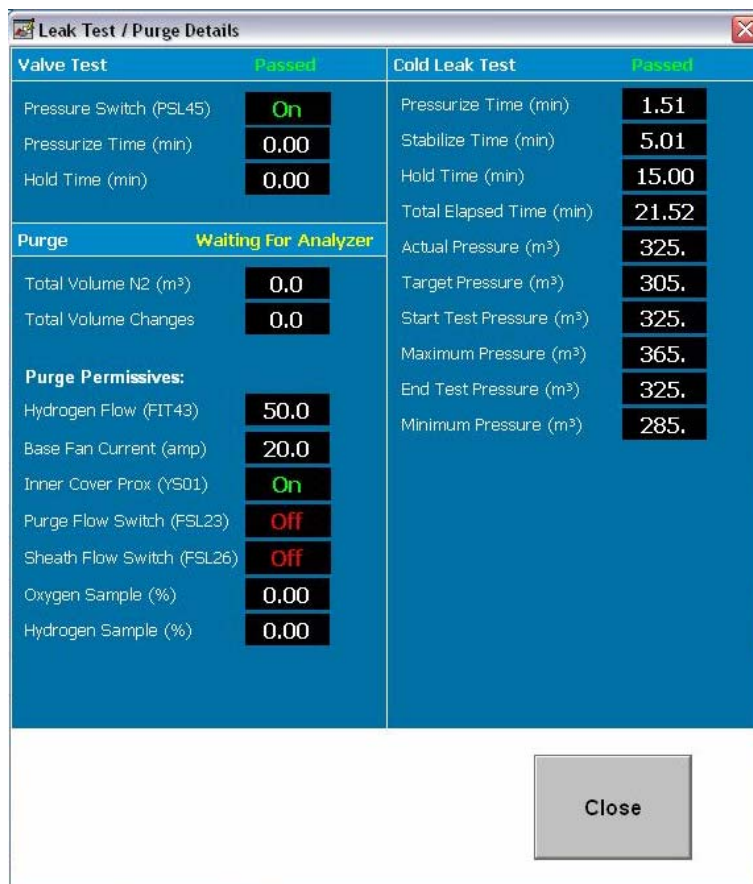 Leak Test / Purge Details
Valve Test Passed
Pressure Switch (PSL45) On
Pressurize Time (min) 0.00
Hold Time (min) 0.00
Purge Waiting For Analyzer
Total Volume N2 (m³) 0.0
Total Volume Changes 0.0
Purge Permissives:
Hydrogen Flow (FIT43) 50.0
Base Fan Current (amp) 20.0
Inner Cover Prox (YS01) On
Purge Flow Switch (FSL23) Off
Sheath Flow Switch (FSL26) Off
Oxygen Sample (%) 0.00
Hydrogen Sample (%) 0.00
Cold Leak Test Passed
Pressurize Time (min) 1.51
Stabilize Time (min) 5.01
Hold Time (min) 15.00
Total Elapsed Time (min) 21.52
Actual Pressure (m³) 325.
Target Pressure (m³) 305.
Start Test Pressure (m³) 325.
Maximum Pressure (m³) 365.
End Test Pressure (m³) 325.
Minimum Pressure (m³) 285.
Close